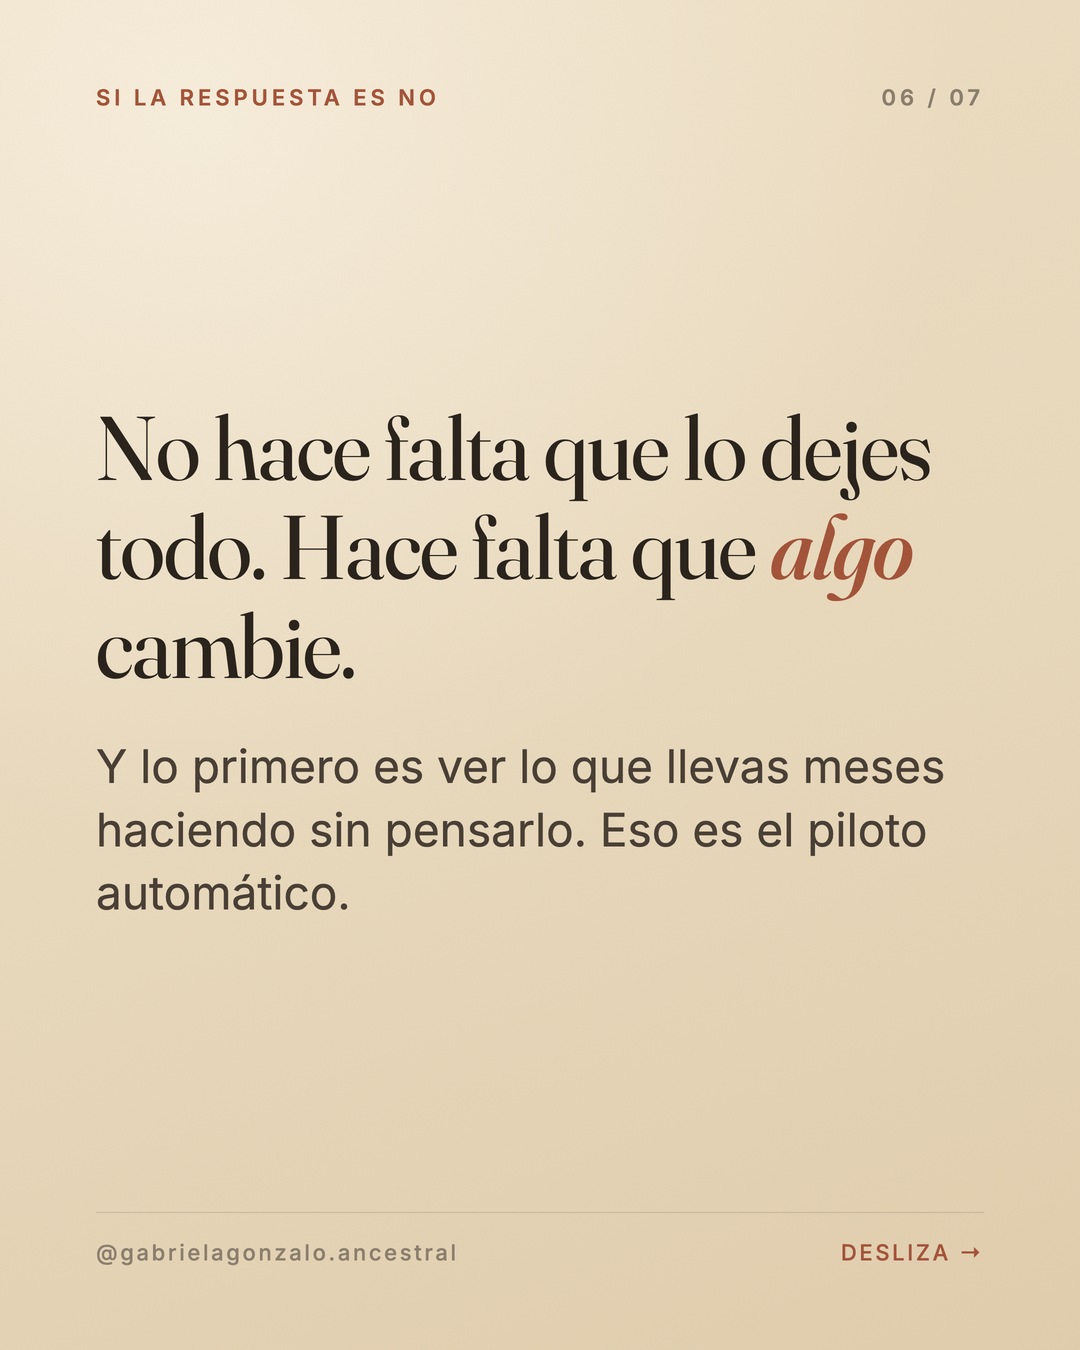 SI LA RESPUESTA ES NO
06 / 07
No hace falta que lo dejes
todo. Hace falta que algo
cambie.
Y lo primero es ver lo que llevas meses
haciendo sin pensarlo. Eso es el piloto
automático.
@gabrielagonzalo.ancestral
DESLIZA →